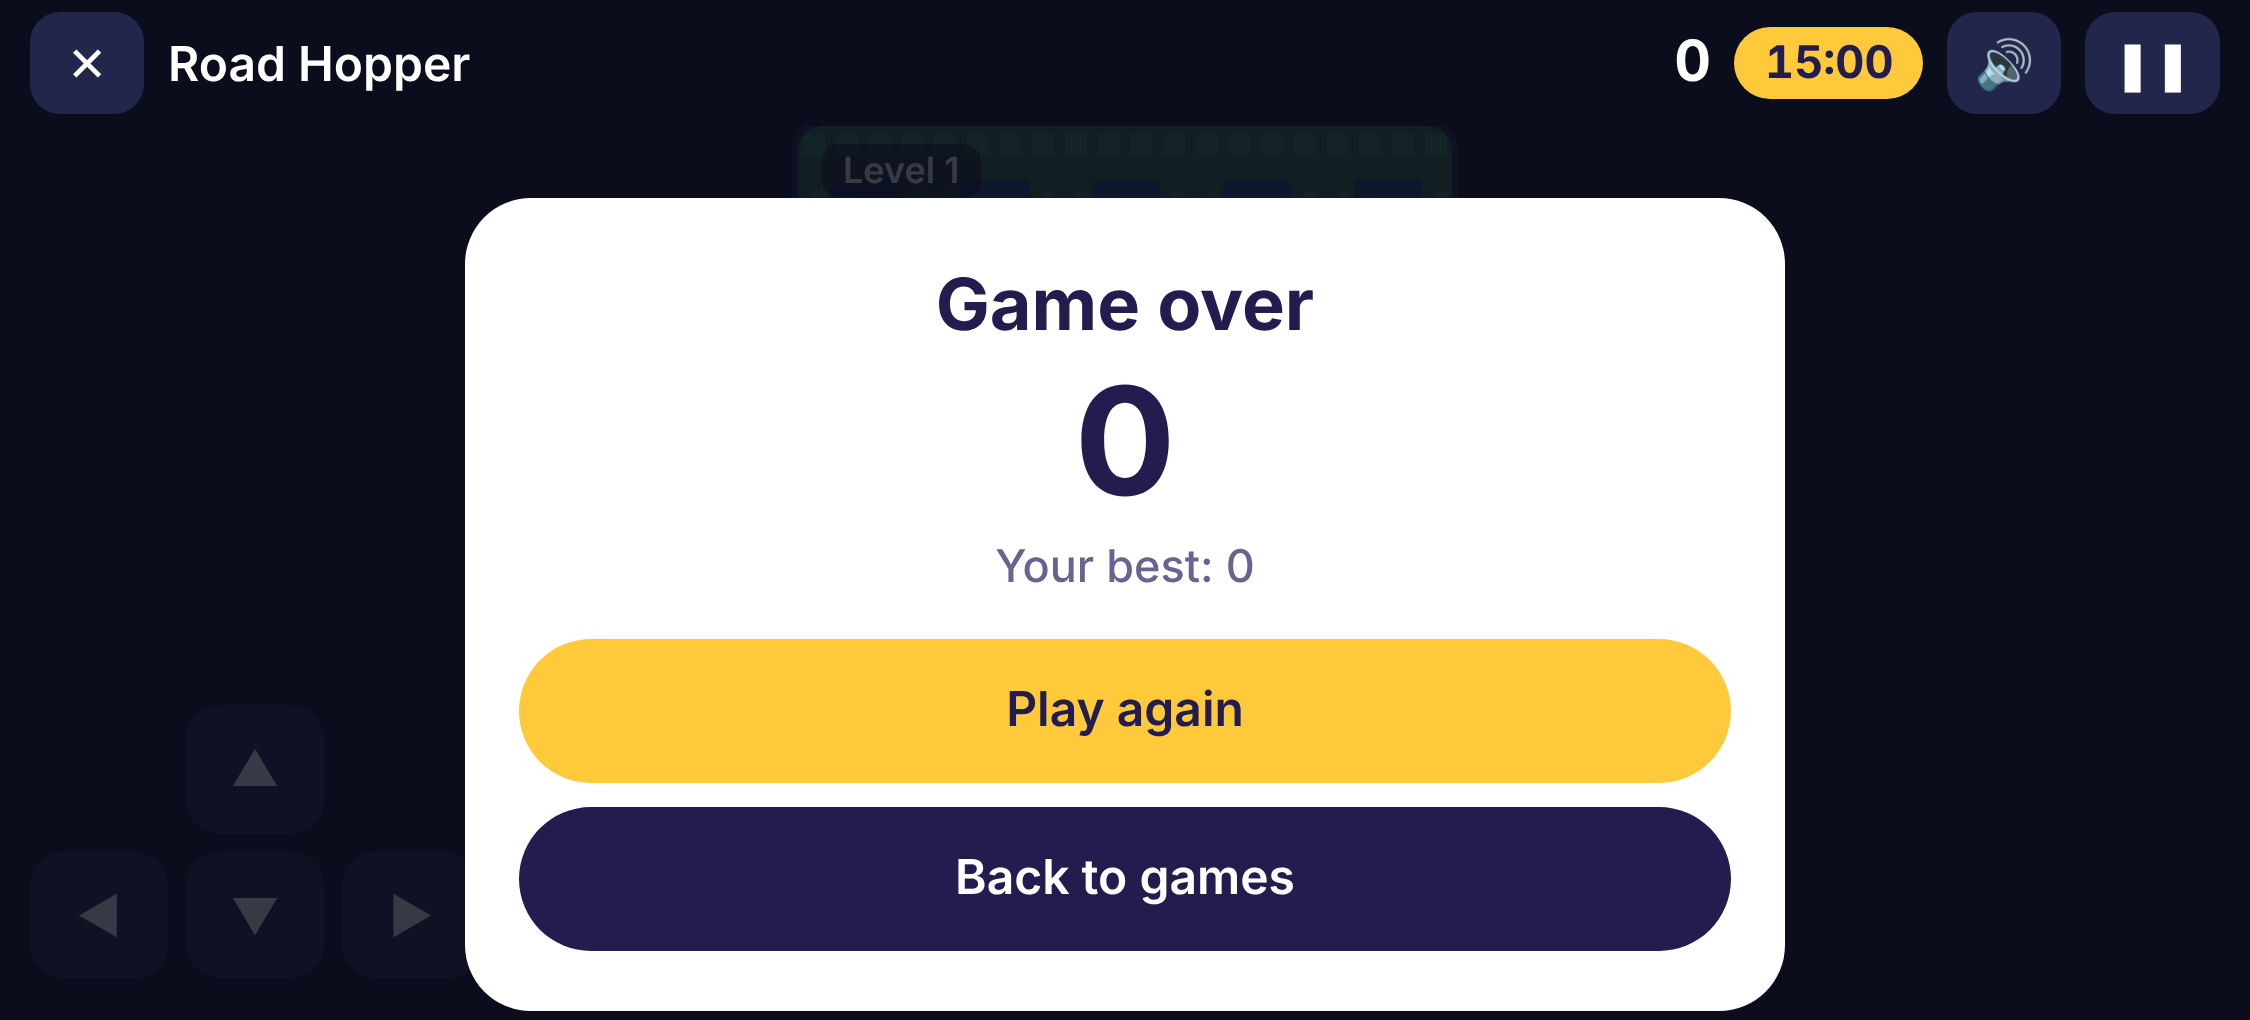 Road Hopper
0
15:00
Level 1
Game over
0
Your best: 0
Play again
Back to games